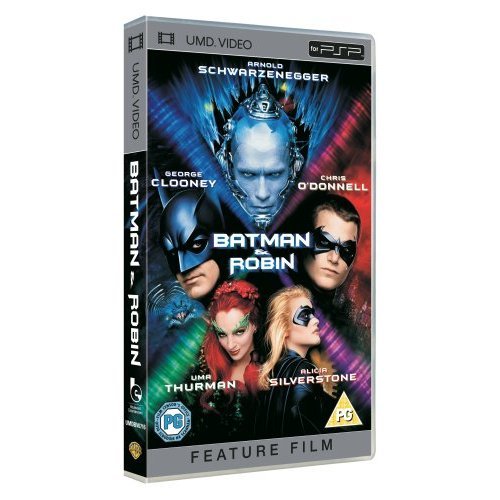 UMD. VIDEO
for PSP
ARNOLD
SCHWARZENEGGER
GEORGE
CLOONEY
CHRIS
O'DONNELL
BATMAN
&
ROBIN
UMA
THURMAN
ALICIA
SILVERSTONE
PG
PG
FEATURE FILM
UMD. VIDEO
BATMAN & ROBIN